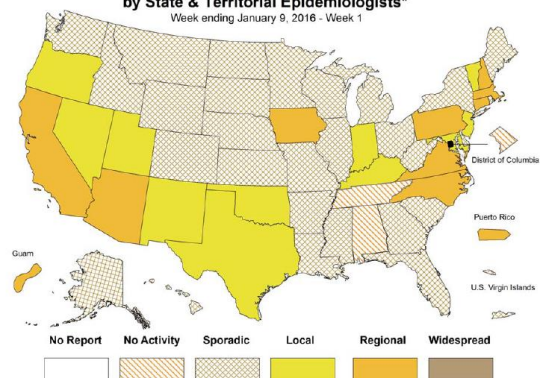 by State & Territorial Epidemiologists*
Week ending January 9, 2016 - Week 1
District of Columbia
Puerto Rico
Guam
U.S. Virgin Islands
No Report No Activity Sporadic Local Regional Widespread